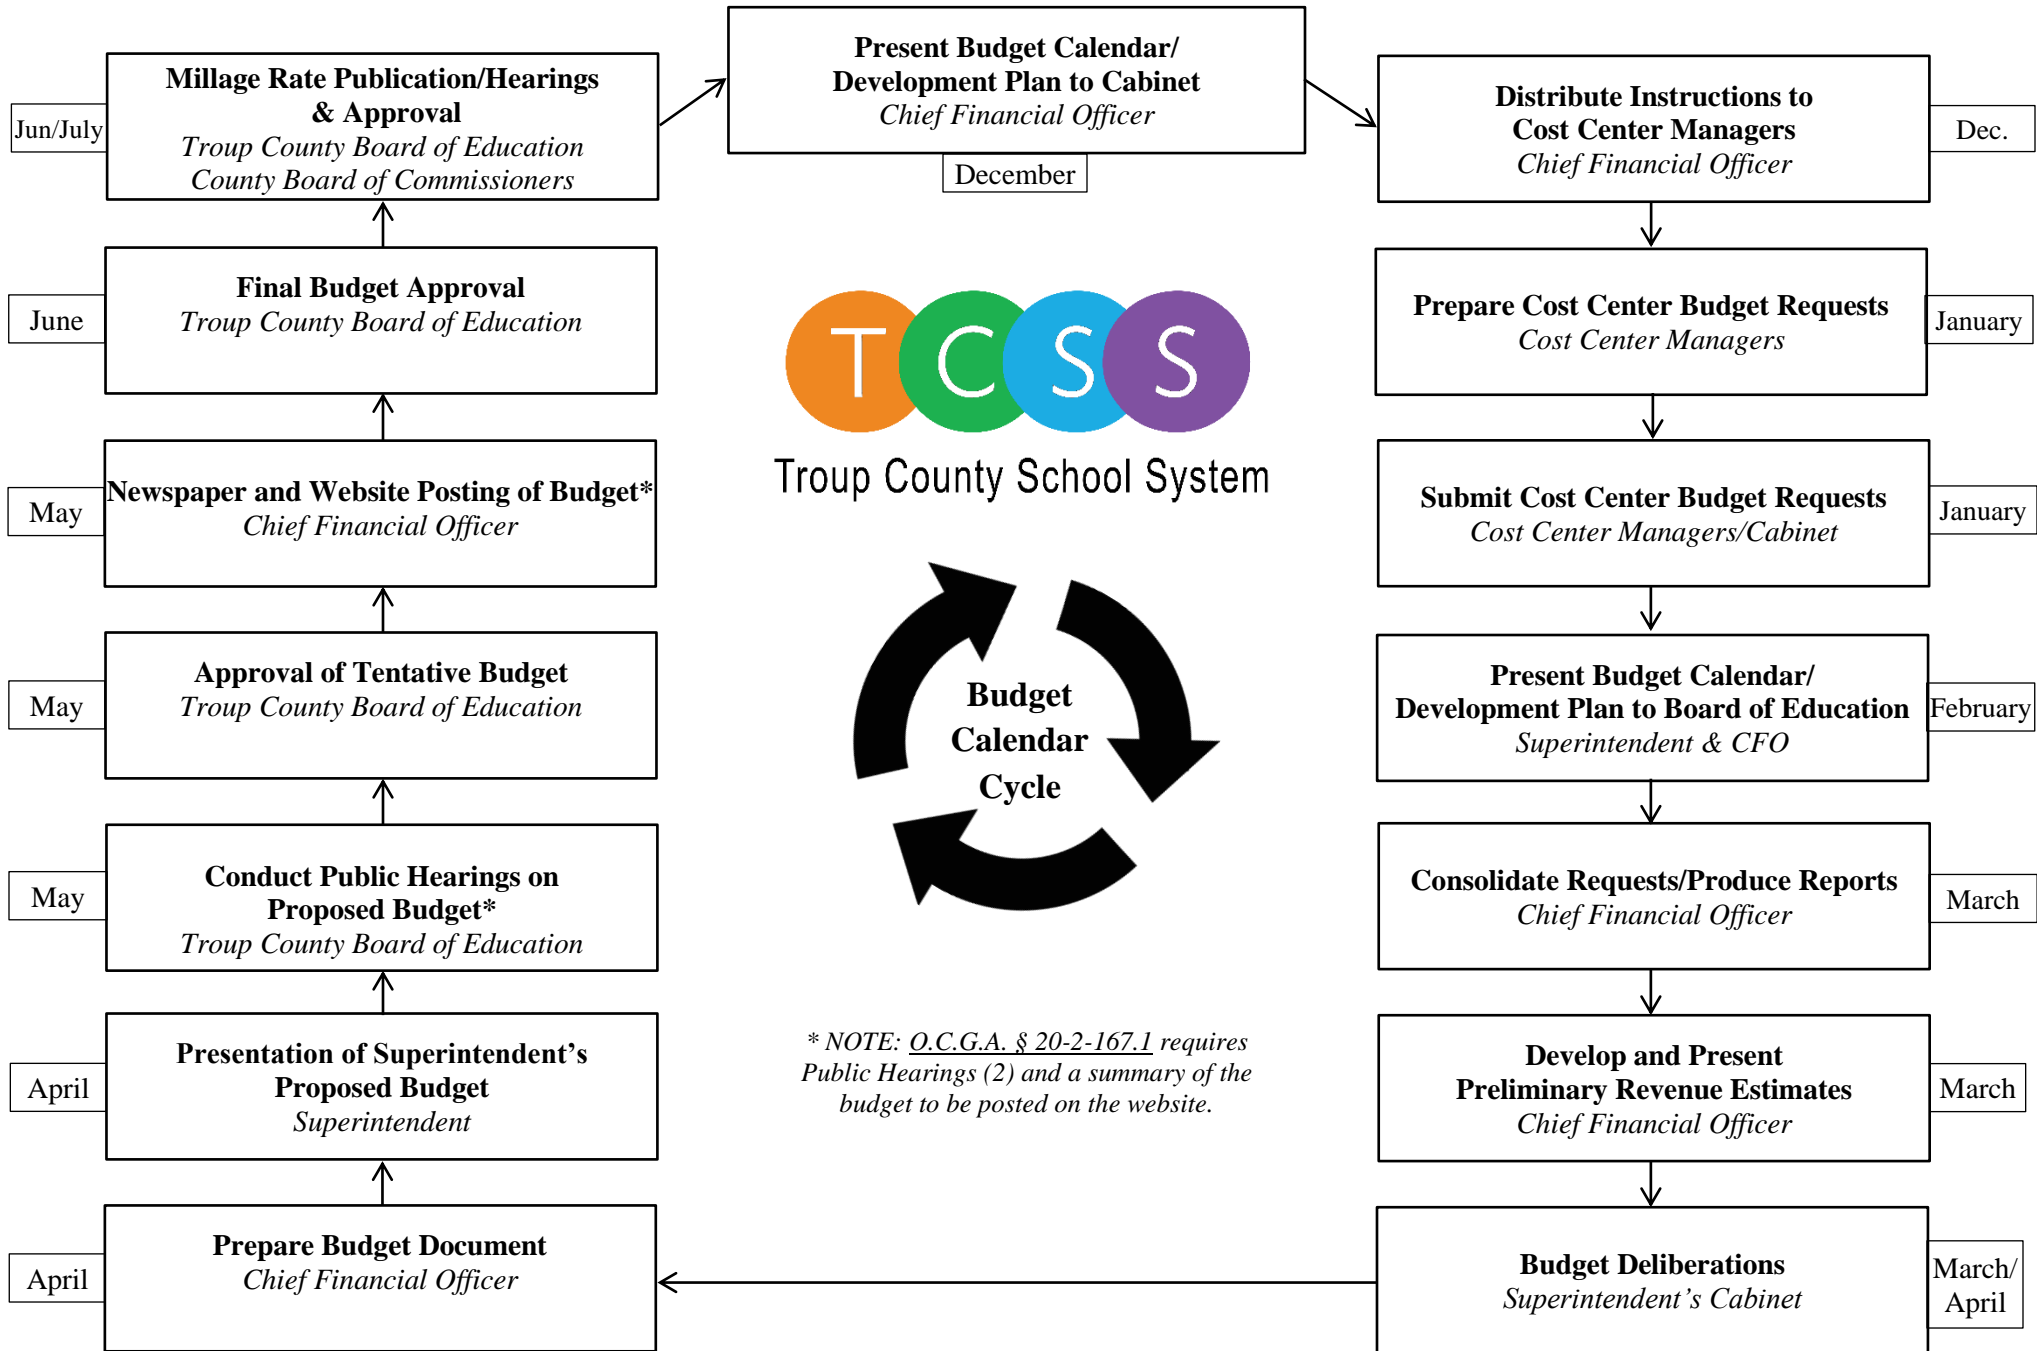 Present Budget Calendar/
Development Plan to Cabinet
Chief Financial Officer
December
Distribute Instructions to
Cost Center Managers
Chief Financial Officer
Dec.
Prepare Cost Center Budget Requests
Cost Center Managers
January
Submit Cost Center Budget Requests
Cost Center Managers/Cabinet
January
Present Budget Calendar/
Development Plan to Board of Education
Superintendent & CFO
February
Consolidate Requests/Produce Reports
Chief Financial Officer
March
Develop and Present
Preliminary Revenue Estimates
Chief Financial Officer
March
Budget Deliberations
Superintendent's Cabinet
March/
April
Prepare Budget Document
Chief Financial Officer
April
Presentation of Superintendent's
Proposed Budget
Superintendent
April
Conduct Public Hearings on
Proposed Budget*
Troup County Board of Education
May
Approval of Tentative Budget
Troup County Board of Education
May
Newspaper and Website Posting of Budget*
Chief Financial Officer
May
Final Budget Approval
Troup County Board of Education
June
Millage Rate Publication/Hearings
& Approval
Troup County Board of Education
County Board of Commissioners
Jun/July
TCSS
Troup County School System
Budget
Calendar
Cycle
* NOTE: O.C.G.A. § 20-2-167.1 requires
Public Hearings (2) and a summary of the
budget to be posted on the website.